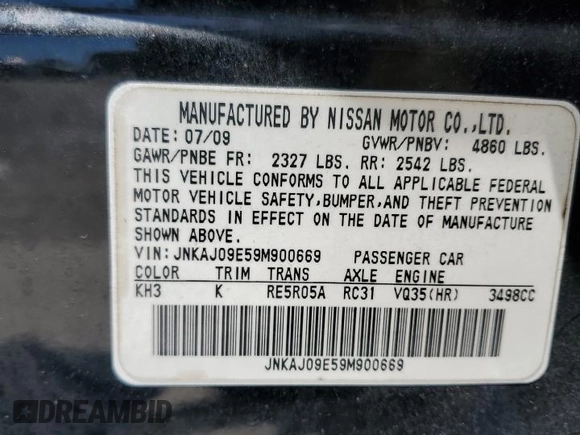 MANUFACTURED BY NISSAN MOTOR CO.,LTD.
DATE: 07/09 GVWR/PNBV: 4860 LBS.
GAWR/PNBE FR: 2327 LBS. RR: 2542 LBS.
THIS VEHICLE CONFORMS TO ALL APPLICABLE FEDERAL
MOTOR VEHICLE SAFETY,BUMPER,AND THEFT PREVENTION
STANDARDS IN EFFECT ON THE DATE OF MANUFACTURE
SHOWN ABOVE.
VIN: JNKAJ09E59M900669 PASSENGER CAR
COLOR TRIM TRANS AXLE ENGINE
KH3 K RE5R05A RC31 VQ35(HR) 3498CC
JNKAJ09E59M900669
DREAMBID